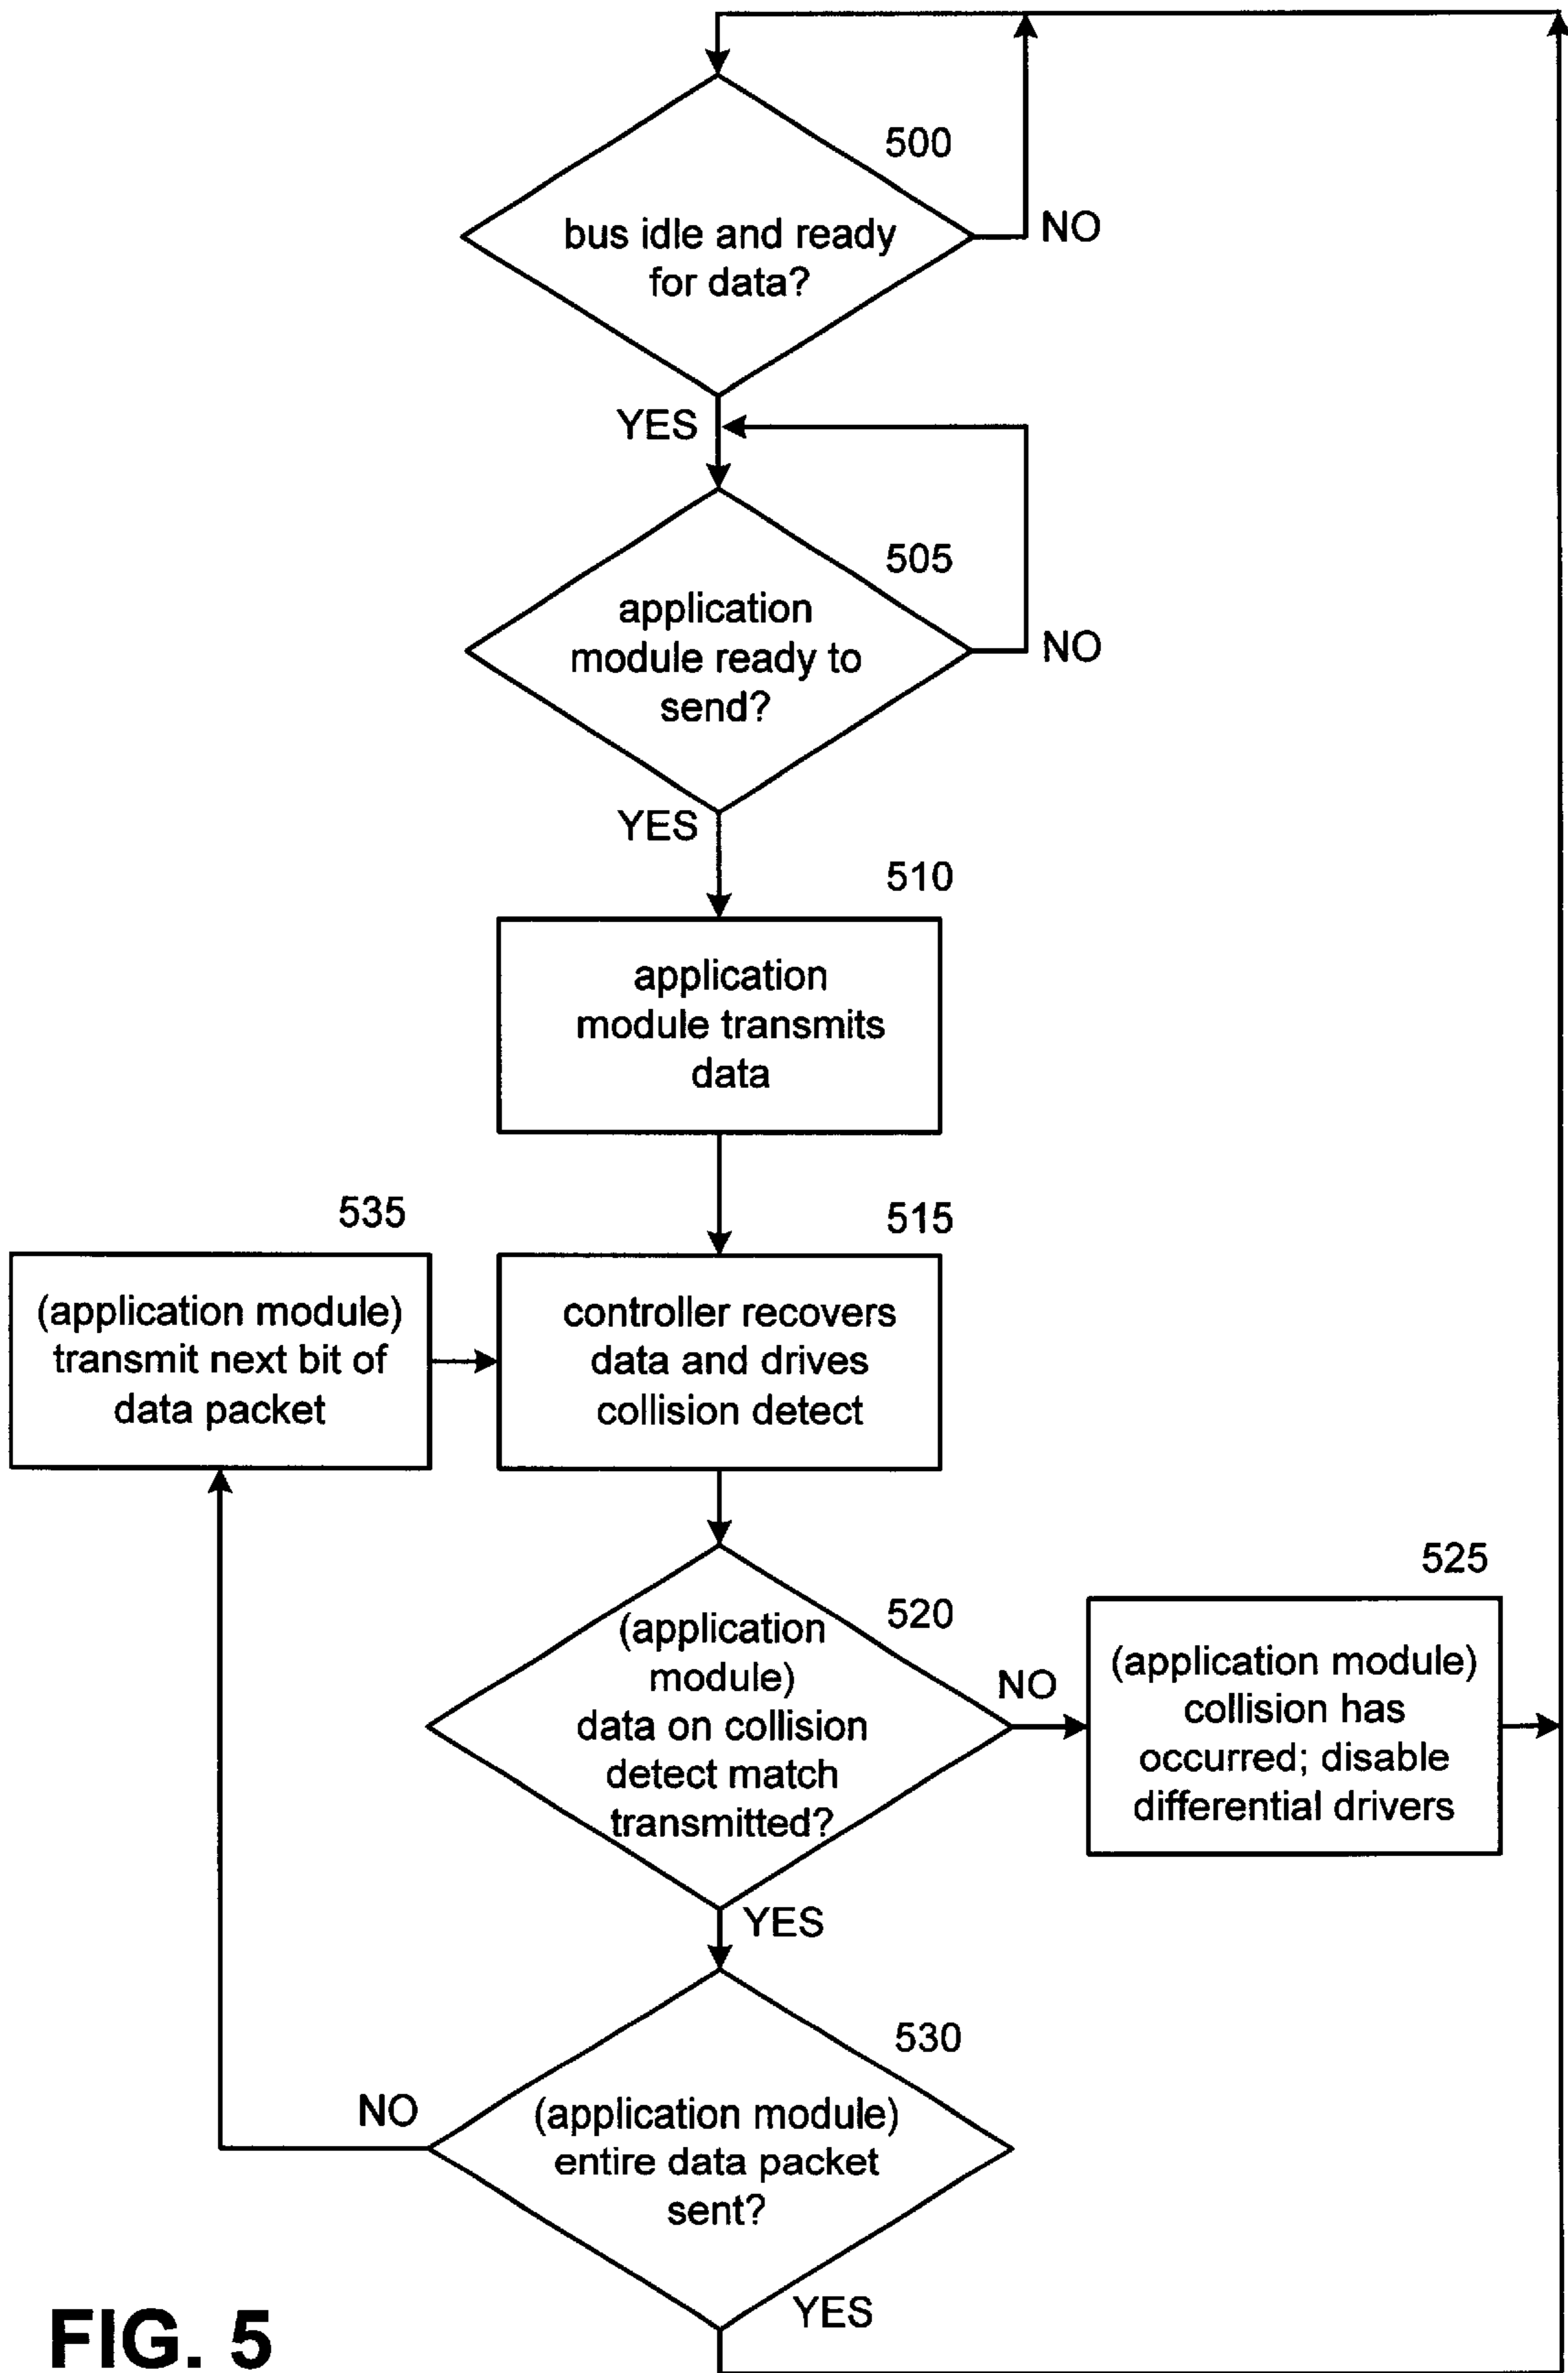 500
bus idle and ready
for data?
NO
YES
505
application
module ready to
send?
NO
YES
510
application
module transmits
data
535
(application module)
transmit next bit of
data packet
515
controller recovers
data and drives
collision detect
520
(application
module)
data on collision
detect match
transmitted?
NO
525
(application module)
collision has
occurred; disable
differential drivers
YES
530
(application module)
entire data packet
sent?
NO
YES
FIG. 5